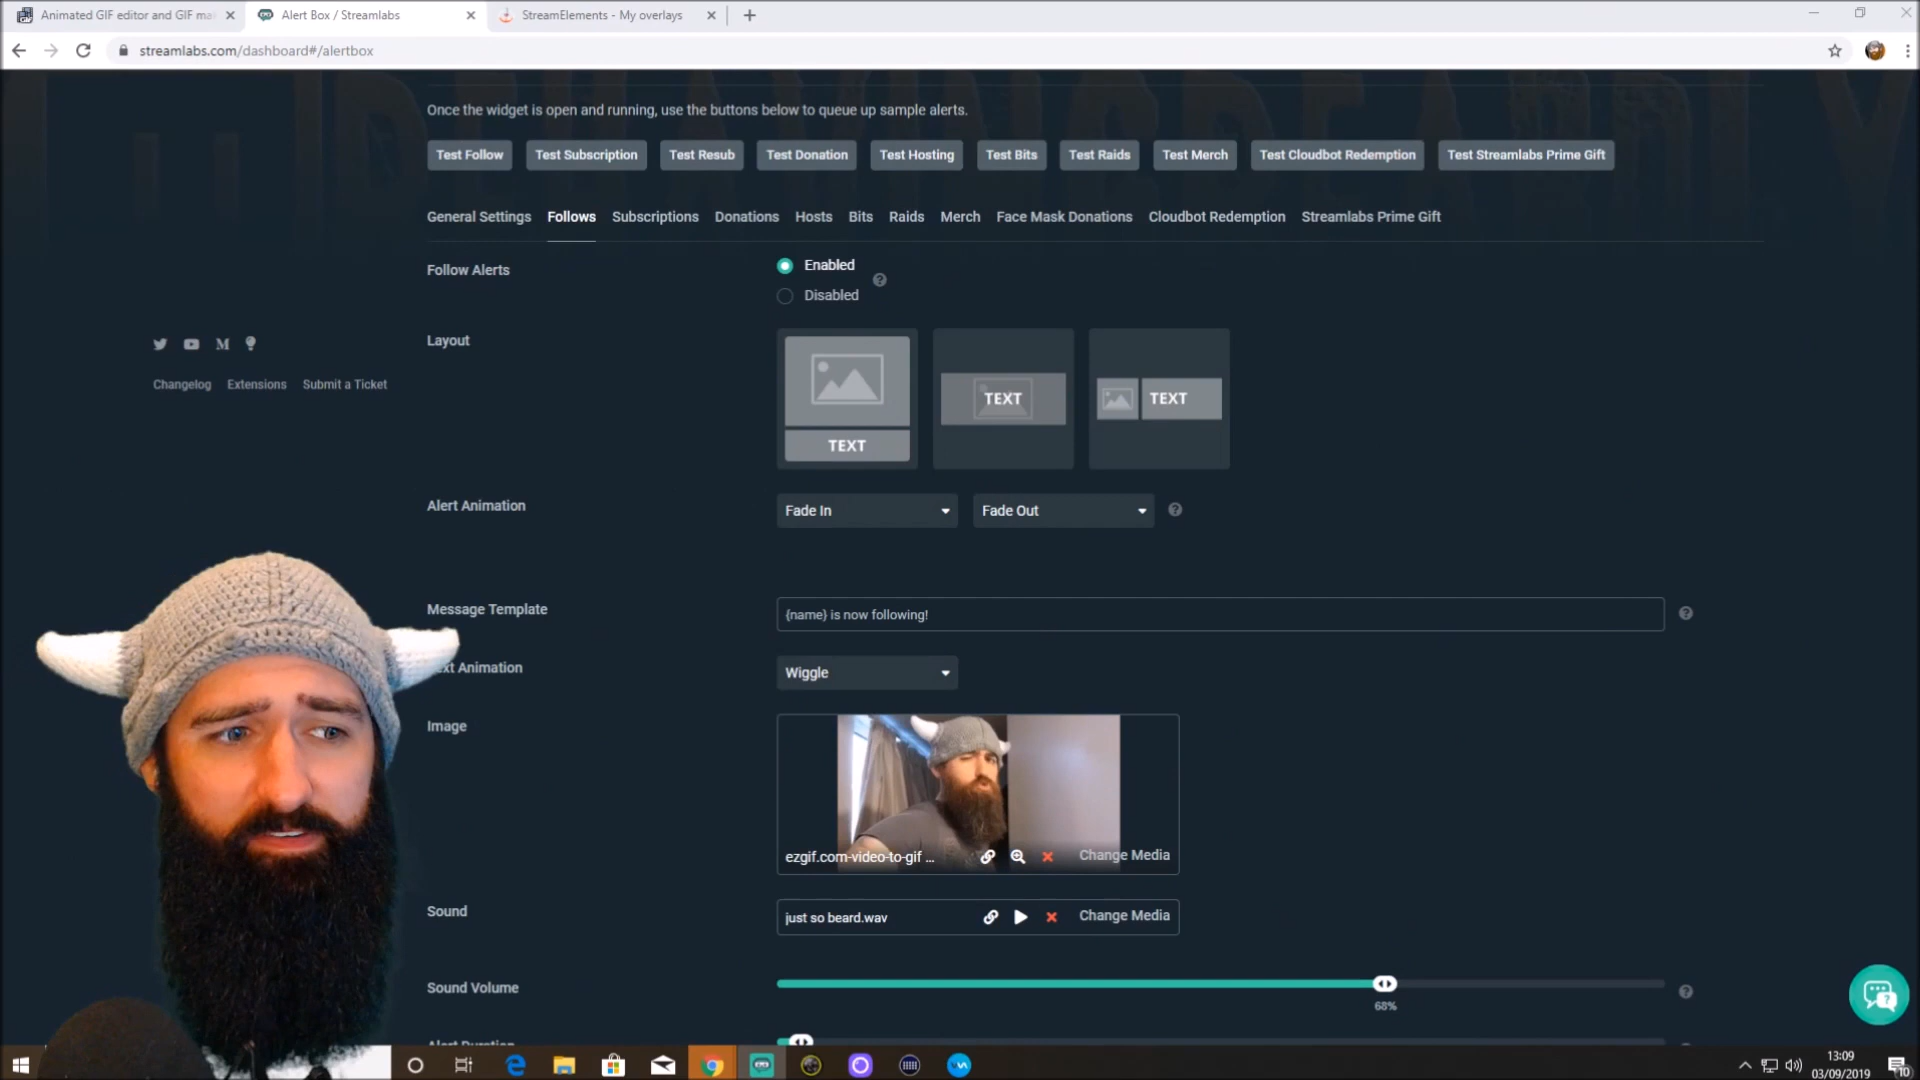 Animated GIF editor and GIF ma
Alert Box / Streamlabs
StreamElements - My overlays
streamlabs.com/dashboard#/alertbox
Once the widget is open and running, use the buttons below to queue up sample alerts.
Test Follow Test Subscription Test Resub Test Donation Test Hosting Test Bits Test Raids Test Merch Test Cloudbot Redemption Test Streamlabs Prime Gift
General Settings Follows Subscriptions Donations Hosts Bits Raids Merch Face Mask Donations Cloudbot Redemption Streamlabs Prime Gift
Follow Alerts
Enabled
Disabled
Changelog Extensions Submit a Ticket
Layout
TEXT
TEXT
TEXT
Alert Animation
Fade In
Fade Out
Message Template
{name} is now following!
ext Animation
Wiggle
Image
ezgif.com-video-to-gif ...
Change Media
Sound
just so beard.wav
Change Media
Sound Volume
68%
Alert Duration
13:09
03/09/2019
10